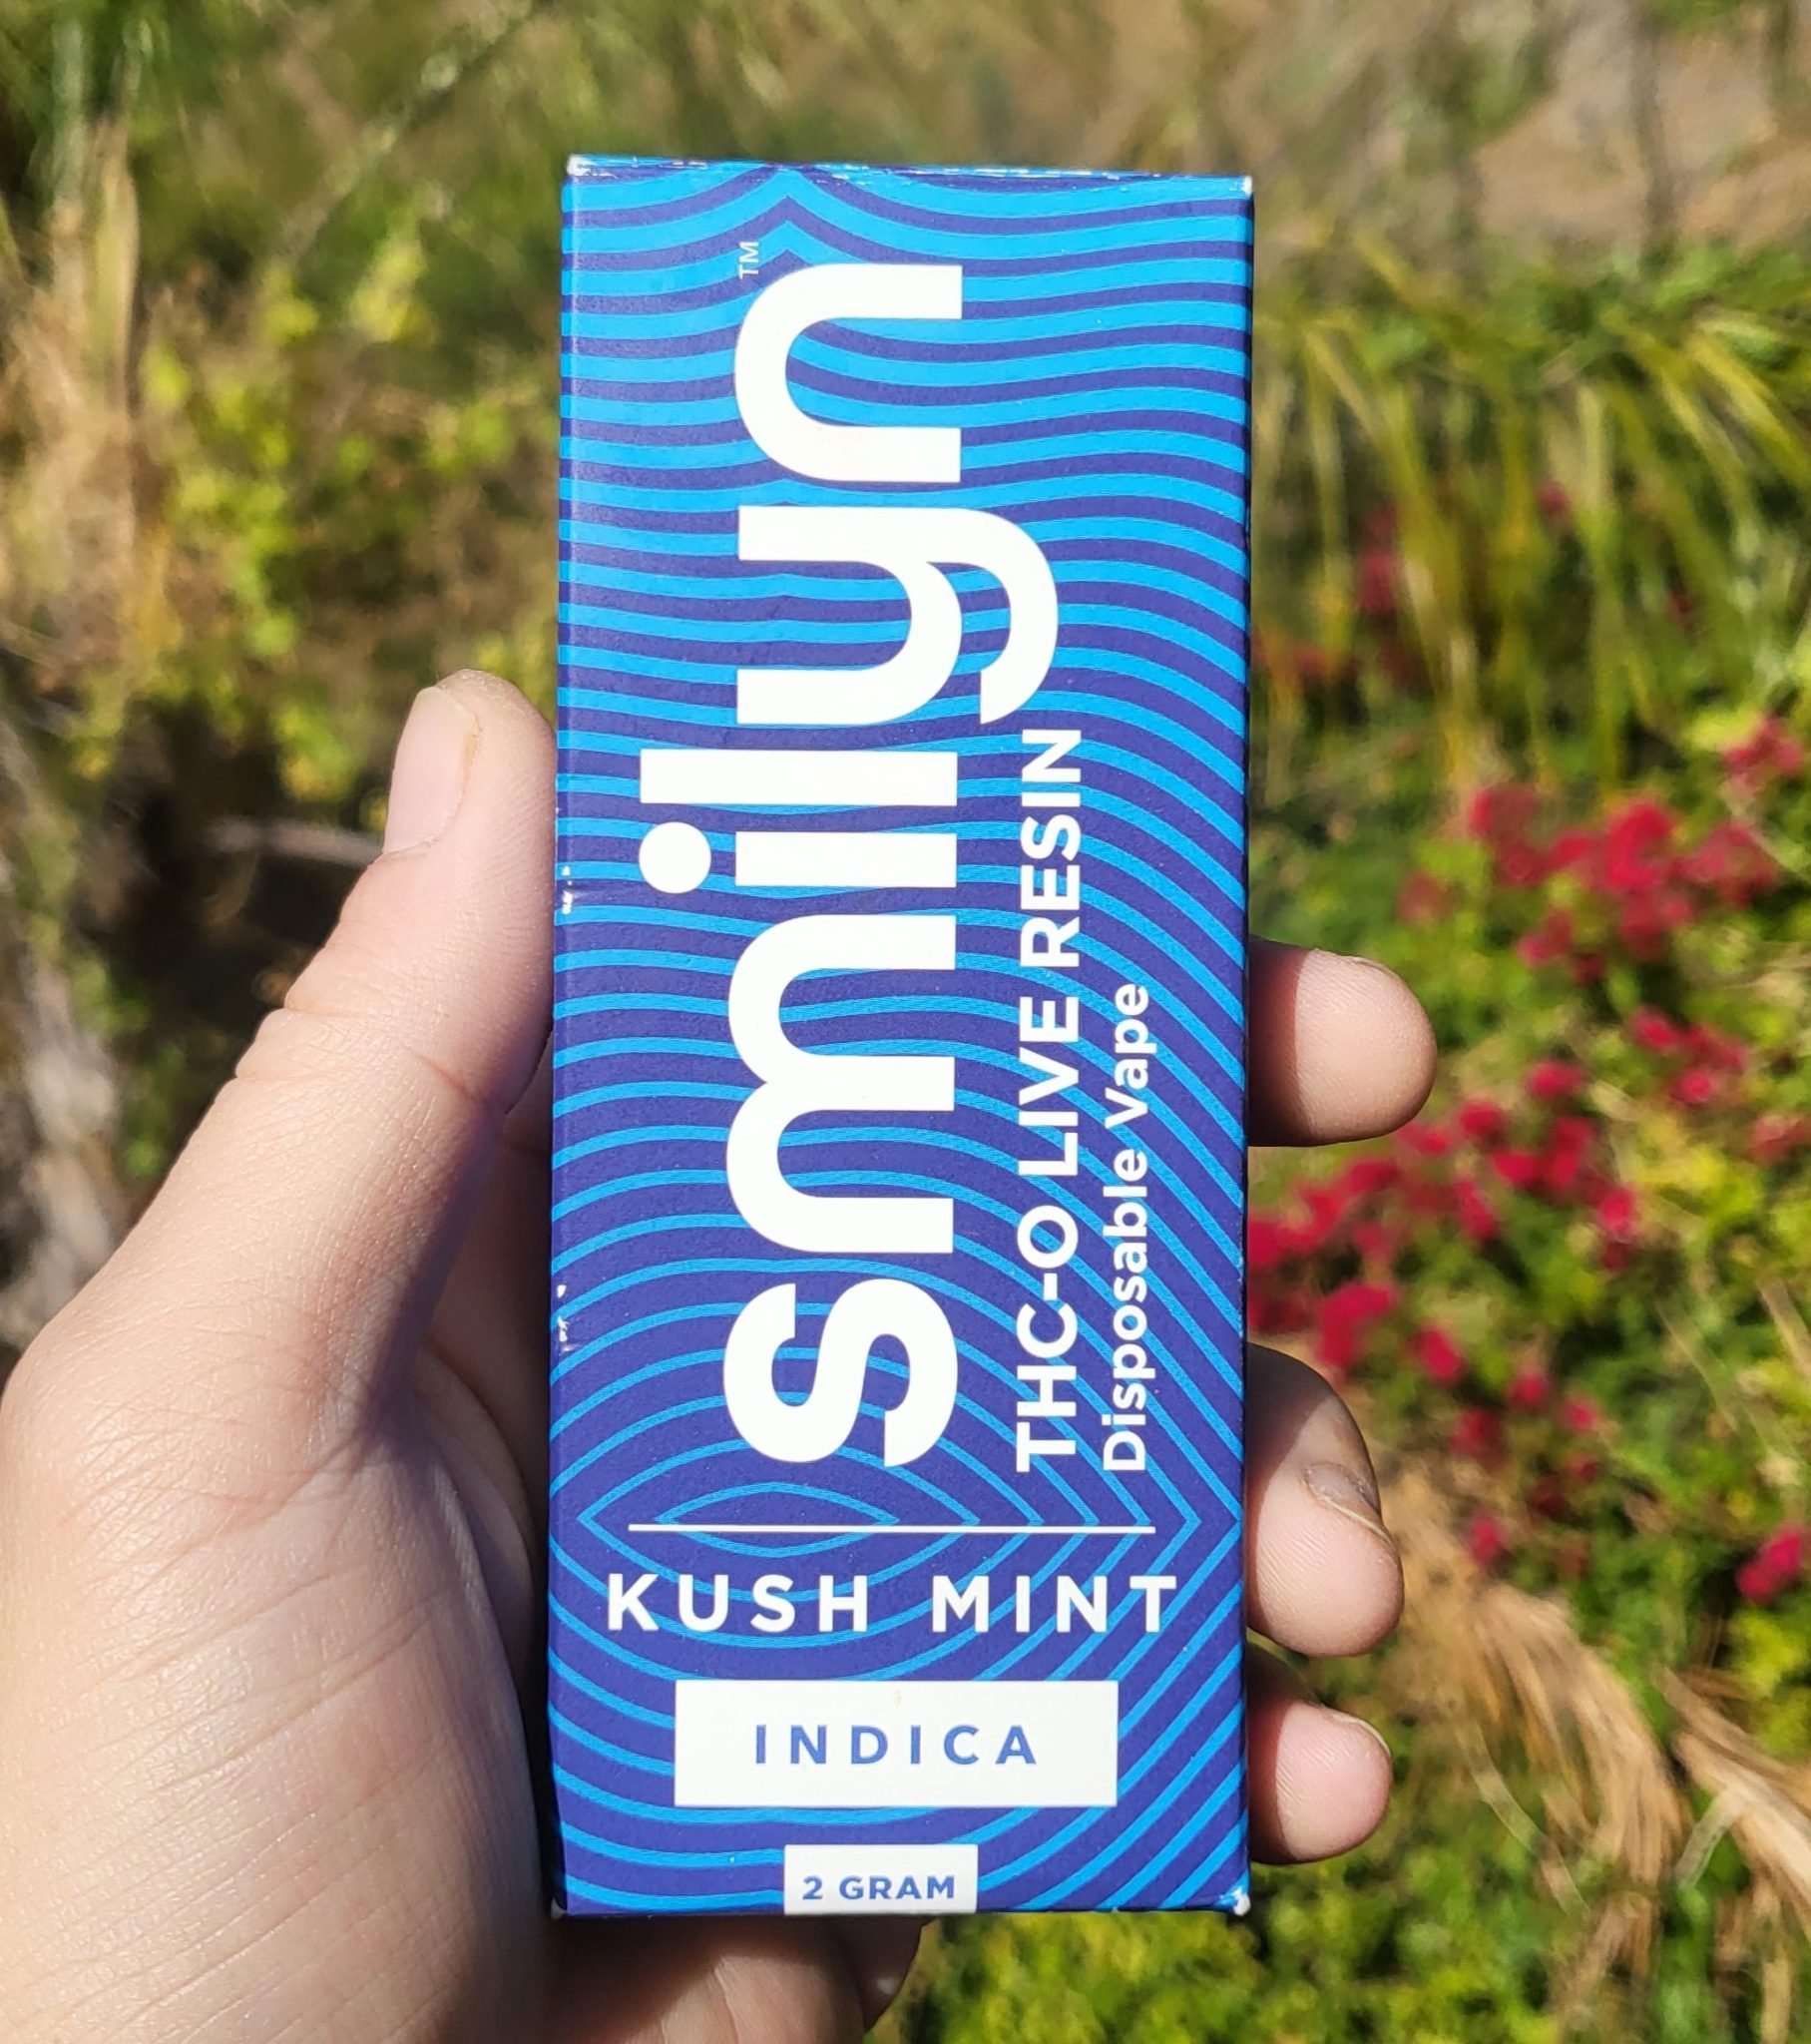 smilyn™
THC-O LIVE RESIN
Disposable Vape
KUSH MINT
INDICA
2 GRAM